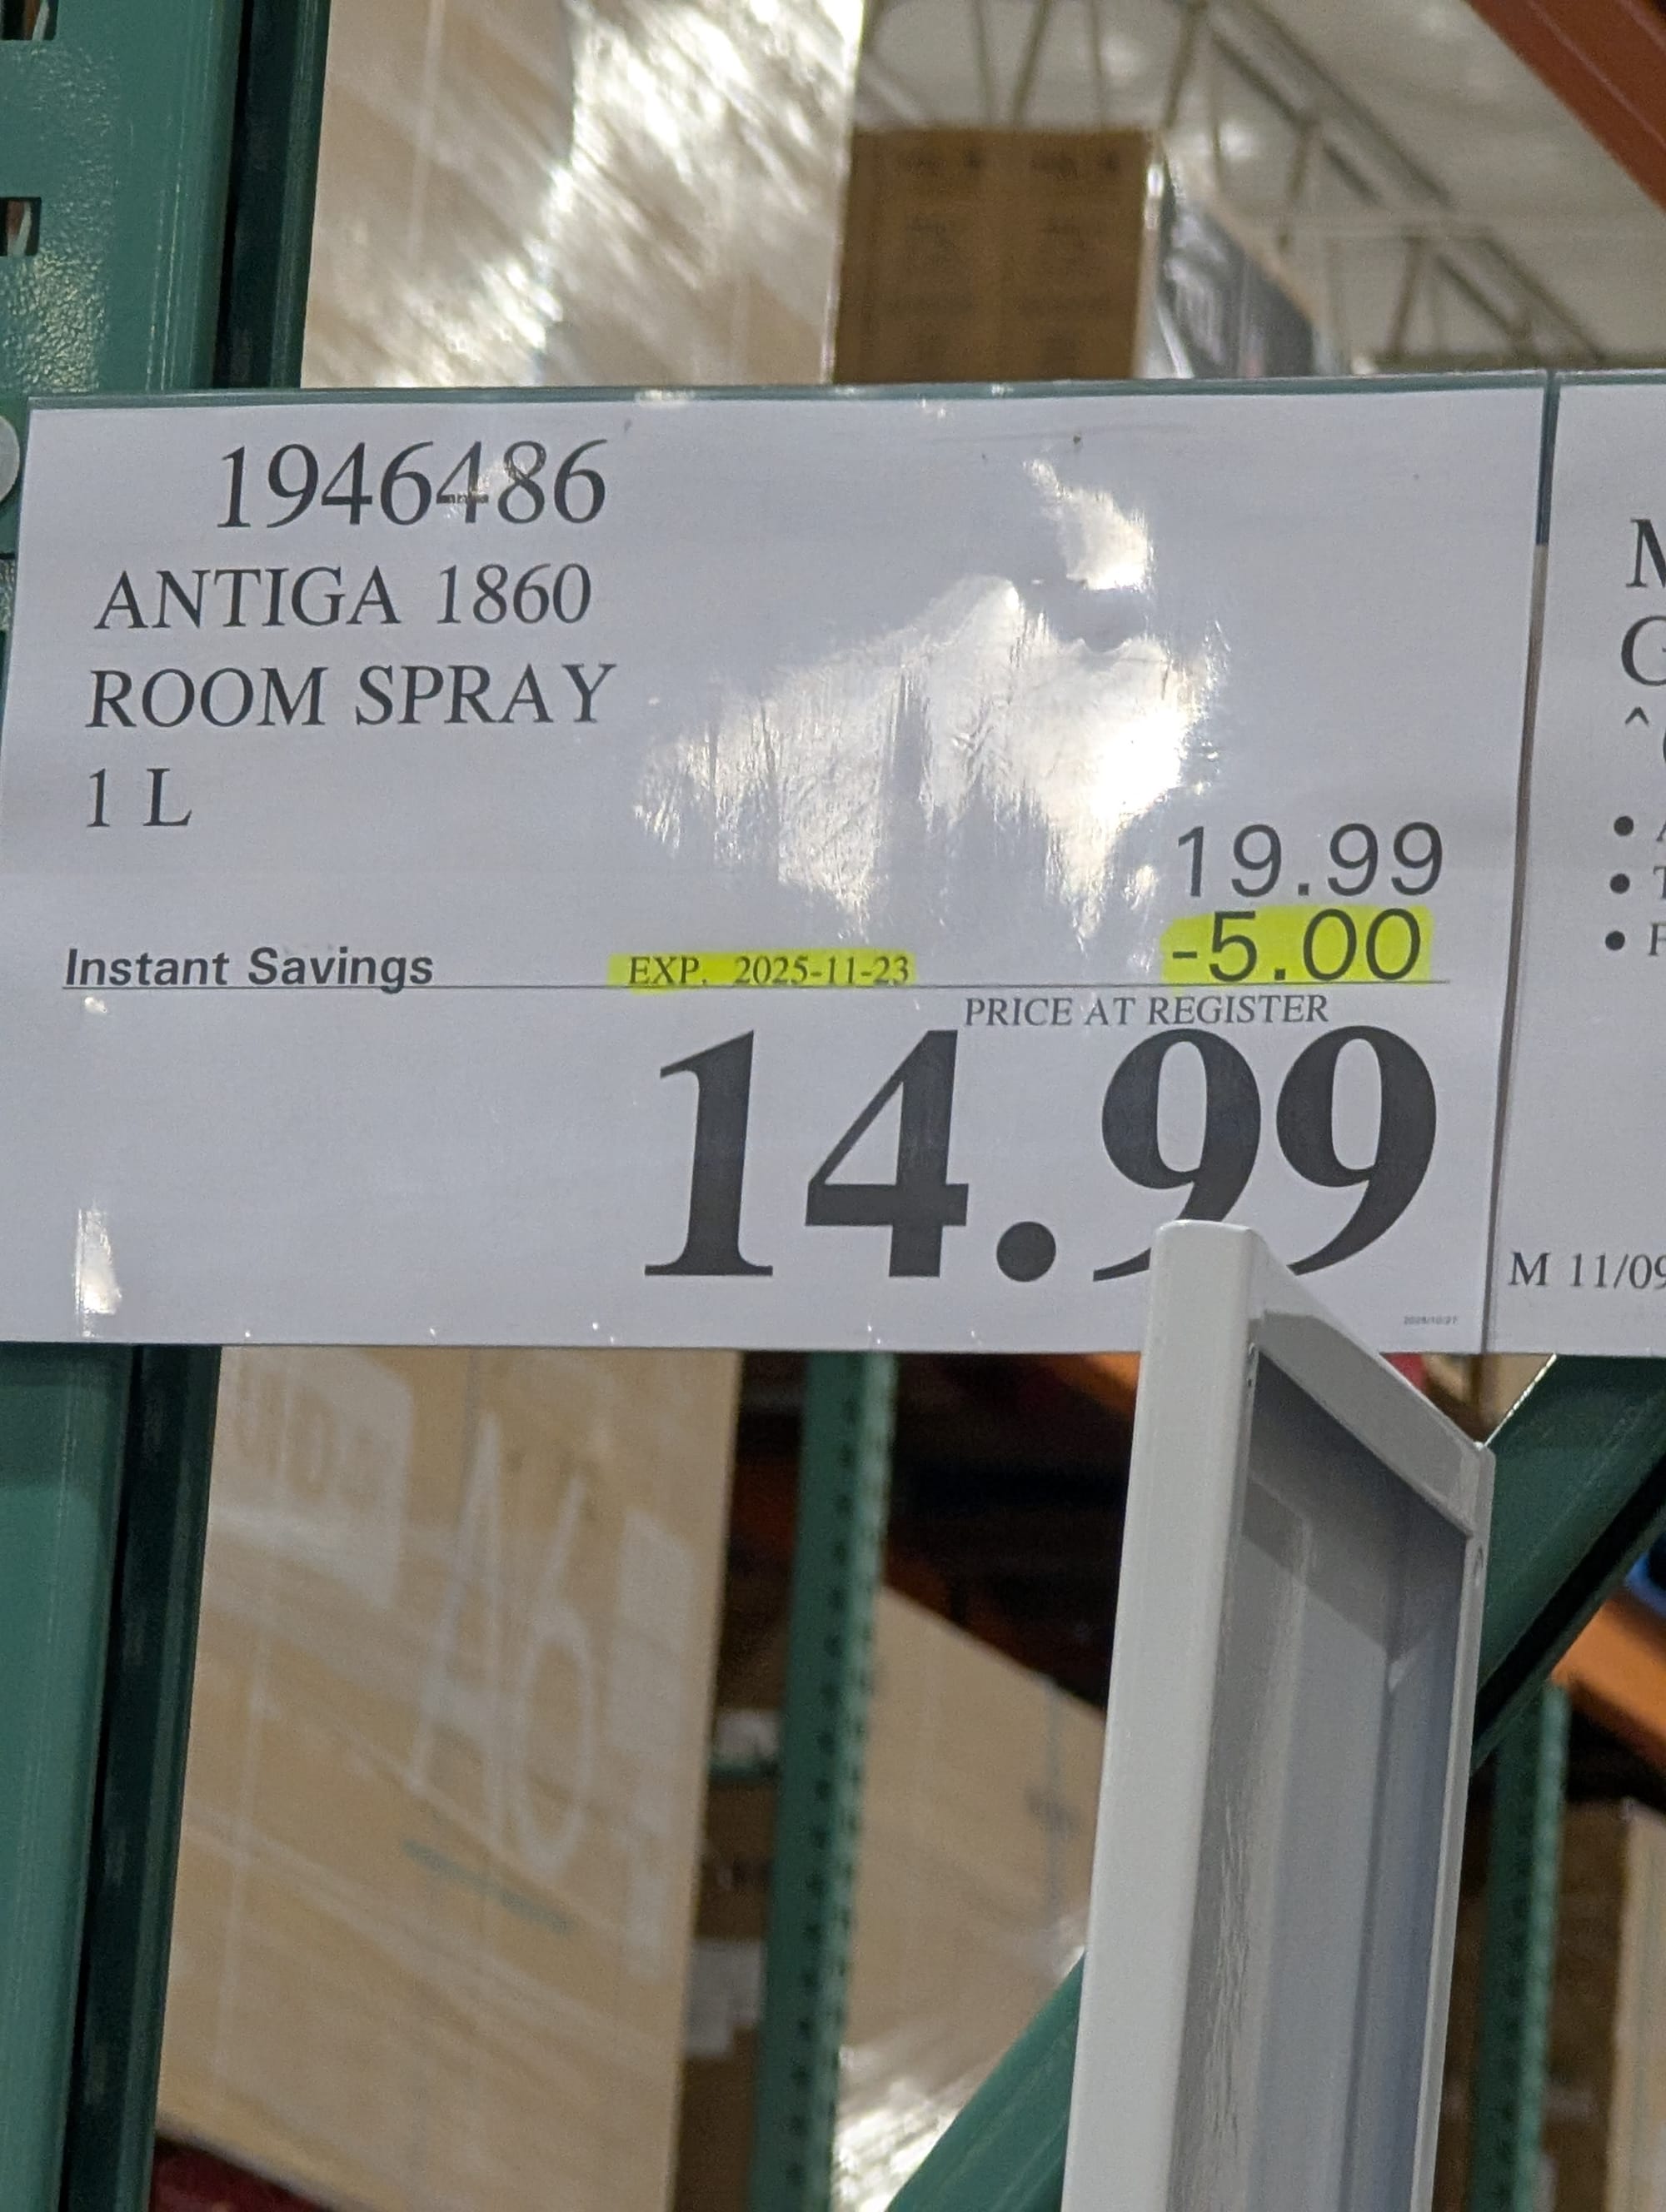 1946486
ANTIGA 1860
ROOM SPRAY
1 L
19.99
-5.00
Instant Savings EXP. 2025-11-23
PRICE AT REGISTER
14.99
M
G
^
• A
• T
• F
M 11/09
A6